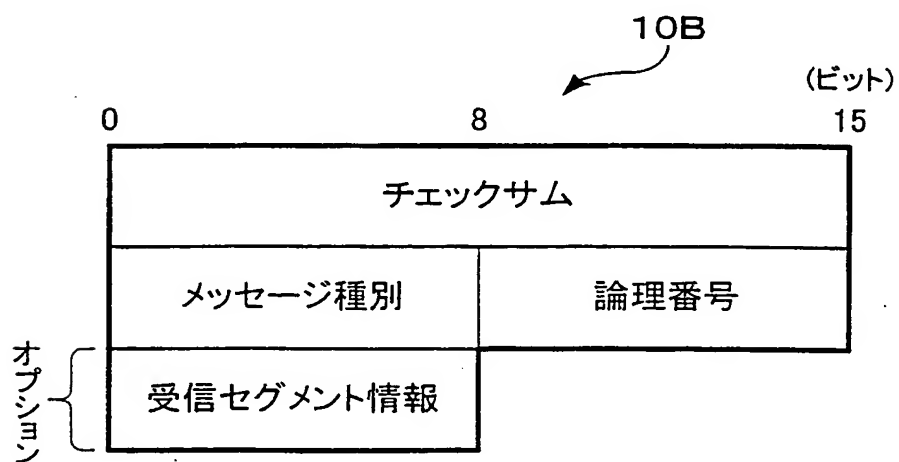 10B
(ビット)
0 8 15
チェックサム
メッセージ種別 論理番号
オプション 受信セグメント情報